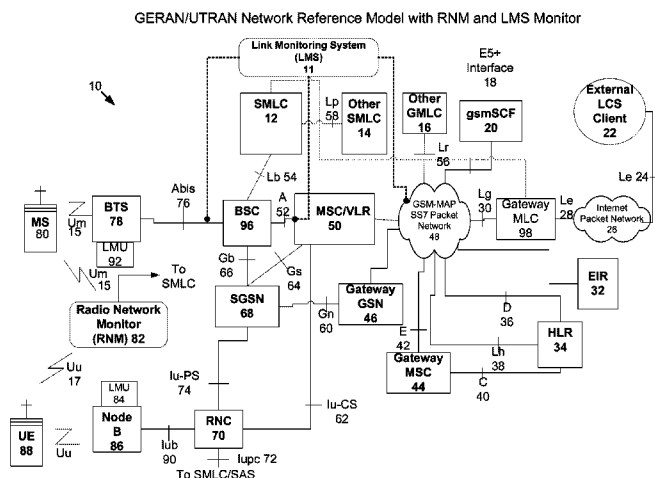 GERAN/UTRAN Network Reference Model with RNM and LMS Monitor
Link Monitoring System
(LMS)
11
E5+
Interface
18
10
SMLC
12
Lp
58
Other
SMLC
14
Other
GMLC
16
gsmSCF
20
External
LCS
Client
22
Lr
56
Le 24
Lb 54
Abis
76
A
52
MS
80
Um
15
BTS
78
LMU
92
BSC
96
MSC/VLR
50
GSM-MAP
SS7 Packet
Network
48
Lg
30
Gateway
MLC
98
Le
28
Internet
Packet Network
26
Um
15
To
SMLC
Gb
66
Gs
64
Radio Network
Monitor
(RNM) 82
SGSN
68
Gn
60
Gateway
GSN
46
EIR
32
D
36
E
42
HLR
34
Lh
38
Gateway
MSC
44
C
40
Uu
17
Iu-PS
74
Iu-CS
62
LMU
84
Node
B
86
UE
88
Uu
Iub
90
RNC
70
Iupc 72
To SMLC/SAS